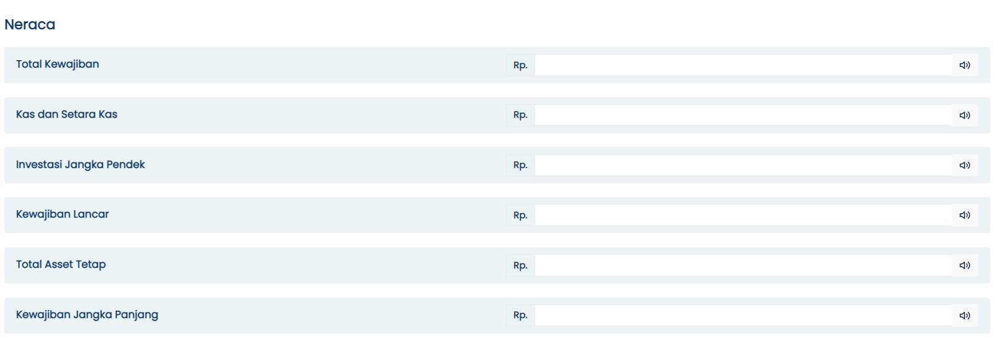 Neraca
Total Kewajiban Rp.
Kas dan Setara Kas Rp.
Investasi Jangka Pendek Rp.
Kewajiban Lancar Rp.
Total Asset Tetap Rp.
Kewajiban Jangka Panjang Rp.